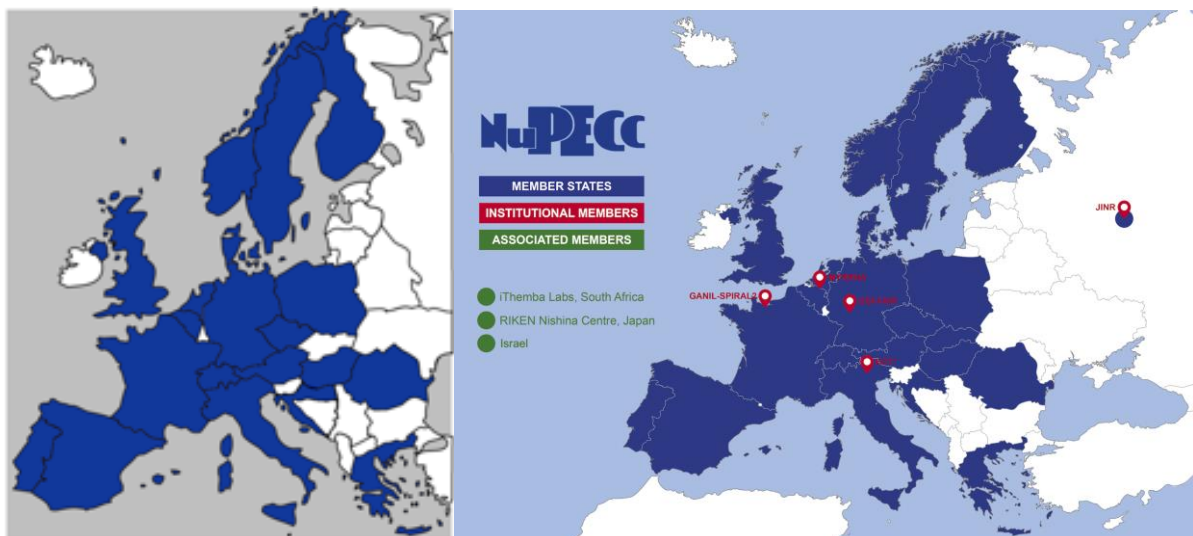 NuPECC
MEMBER STATES
INSTITUTIONAL MEMBERS
ASSOCIATED MEMBERS
JINR
GANIL-SPIRAL2
iThemba Labs, South Africa
RIKEN Nishina Centre, Japan
Israel